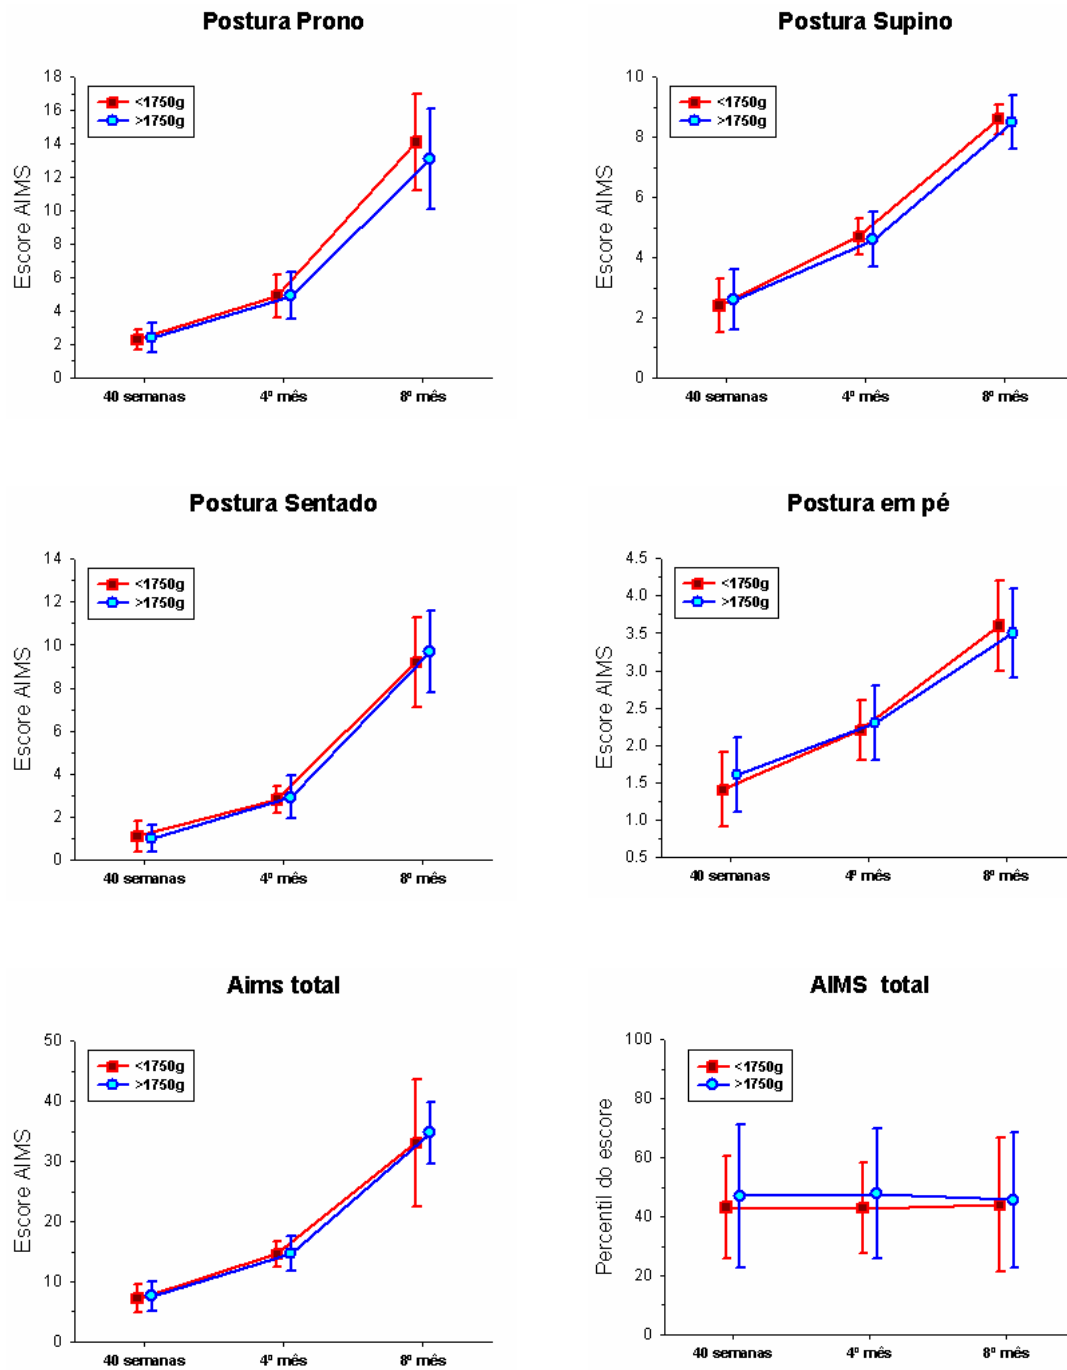 Postura Prono
Escore AIMS
18
16
14
12
10
8
6
4
2
0
<1750g
>1750g
40 semanas
4º mês
8º mês
Postura Supino
Escore AIMS
10
8
6
4
2
0
<1750g
>1750g
40 semanas
4º mês
8º mês
Postura Sentado
Escore AIMS
14
12
10
8
6
4
2
0
<1750g
>1750g
40 semanas
4º mês
8º mês
Postura em pé
Escore AIMS
4.5
4.0
3.5
3.0
2.5
2.0
1.5
1.0
0.5
<1750g
>1750g
40 semanas
4º mês
8º mês
Aims total
Escore AIMS
50
40
30
20
10
0
<1750g
>1750g
40 semanas
4º mês
8º mês
AIMS total
Percentil do escore
100
80
60
40
20
0
<1750g
>1750g
40 semanas
4º mês
8º mês